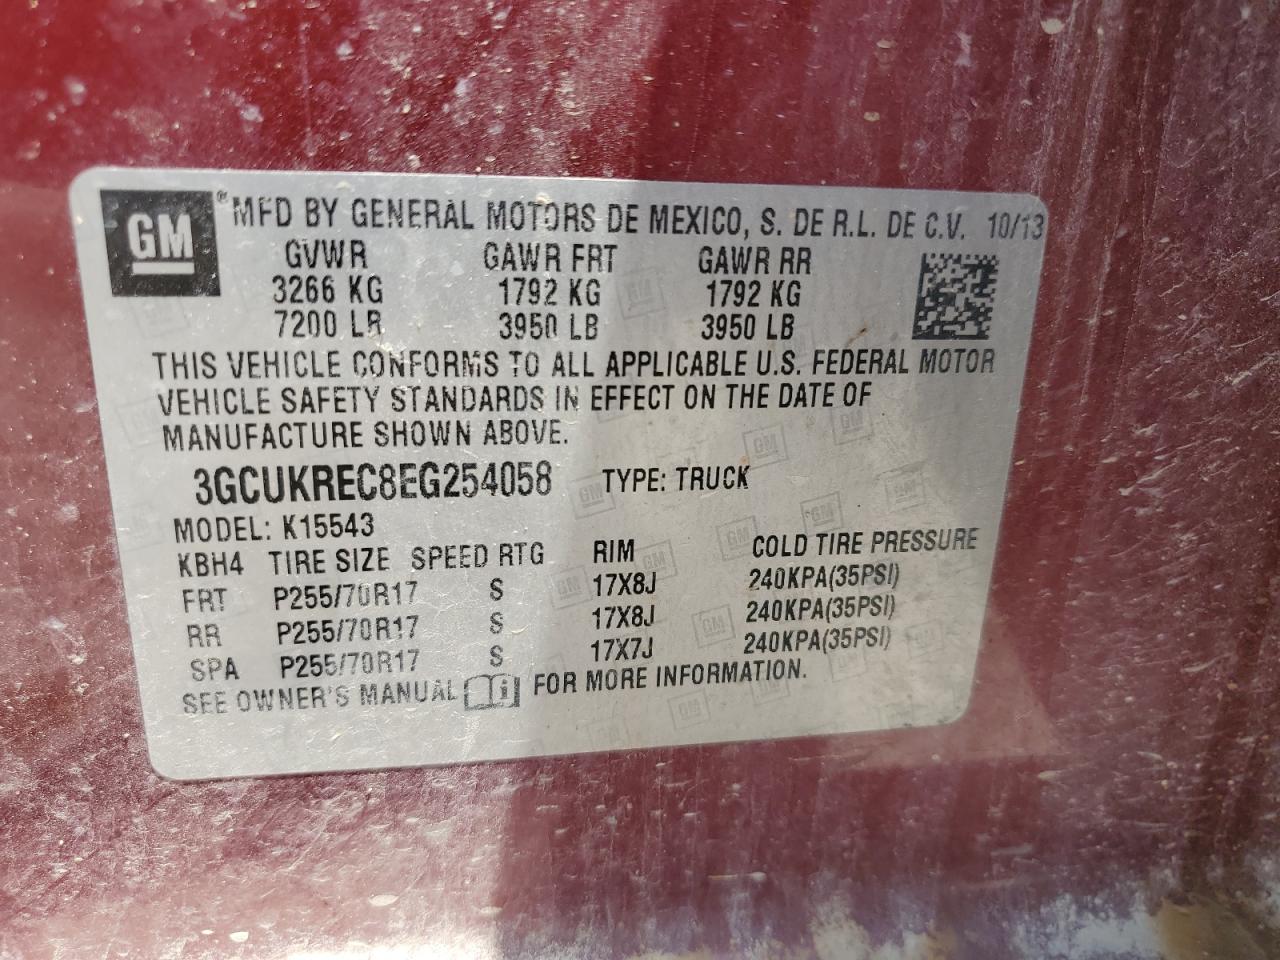 GM ® MFD BY GENERAL MOTORS DE MEXICO, S. DE R.L. DE C.V. 10/13
GVWR GAWR FRT GAWR RR
3266 KG 1792 KG 1792 KG
7200 LB 3950 LB 3950 LB
THIS VEHICLE CONFORMS TO ALL APPLICABLE U.S. FEDERAL MOTOR
VEHICLE SAFETY STANDARDS IN EFFECT ON THE DATE OF
MANUFACTURE SHOWN ABOVE.
3GCUKREC8EG254058 TYPE: TRUCK
MODEL: K15543
KBH4 TIRE SIZE SPEED RTG RIM COLD TIRE PRESSURE
FRT P255/70R17 S 17X8J 240KPA(35PSI)
RR P255/70R17 S 17X8J 240KPA(35PSI)
SPA P255/70R17 S 17X7J 240KPA(35PSI)
SEE OWNER'S MANUAL i FOR MORE INFORMATION.